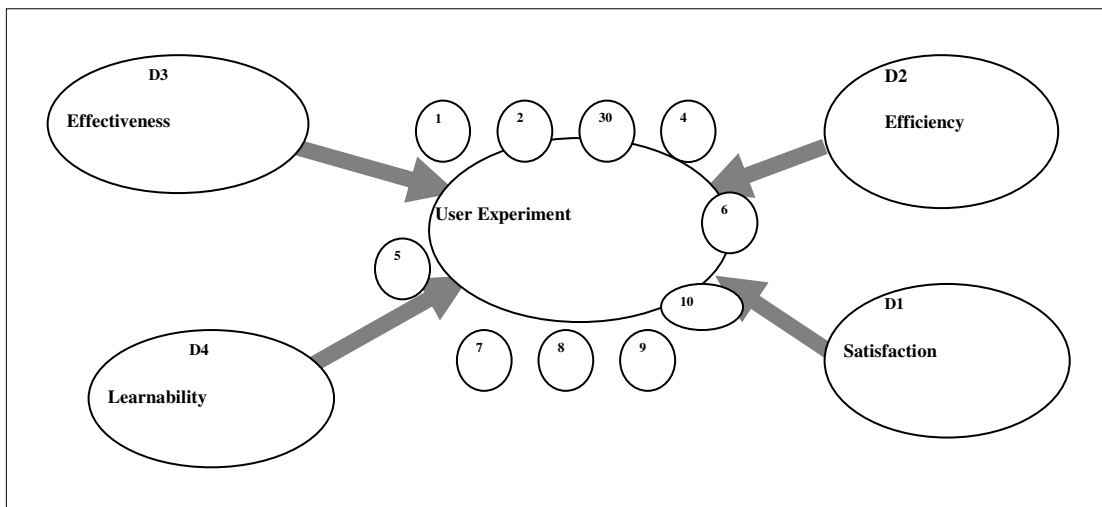 D3
Effectiveness
D2
Efficiency
1
2
30
4
User Experiment
6
5
10
D4
Learnability
7
8
9
D1
Satisfaction